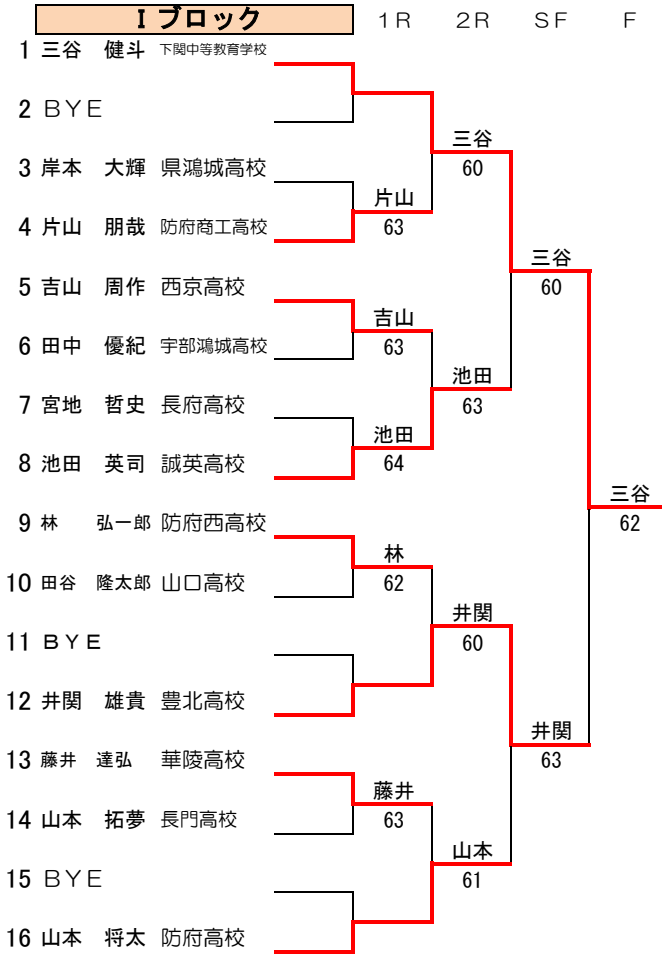 I ブロック 1R 2R SF F
1 三谷 健斗 下関中等教育学校
2 BYE
三谷
3 岸本 大輝 県鴻城高校
60
片山
4 片山 朋哉 防府商工高校
63
三谷
5 吉山 周作 西京高校
60
吉山
6 田中 優紀 宇部鴻城高校
63
池田
7 宮地 哲史 長府高校
63
池田
8 池田 英司 誠英高校
64
三谷
9 林 弘一郎 防府西高校
62
林
10 田谷 隆太郎 山口高校
62
井関
11 BYE
60
12 井関 雄貴 豊北高校
井関
13 藤井 達弘 華陵高校
63
藤井
14 山本 拓夢 長門高校
63
山本
15 BYE
61
16 山本 将太 防府高校